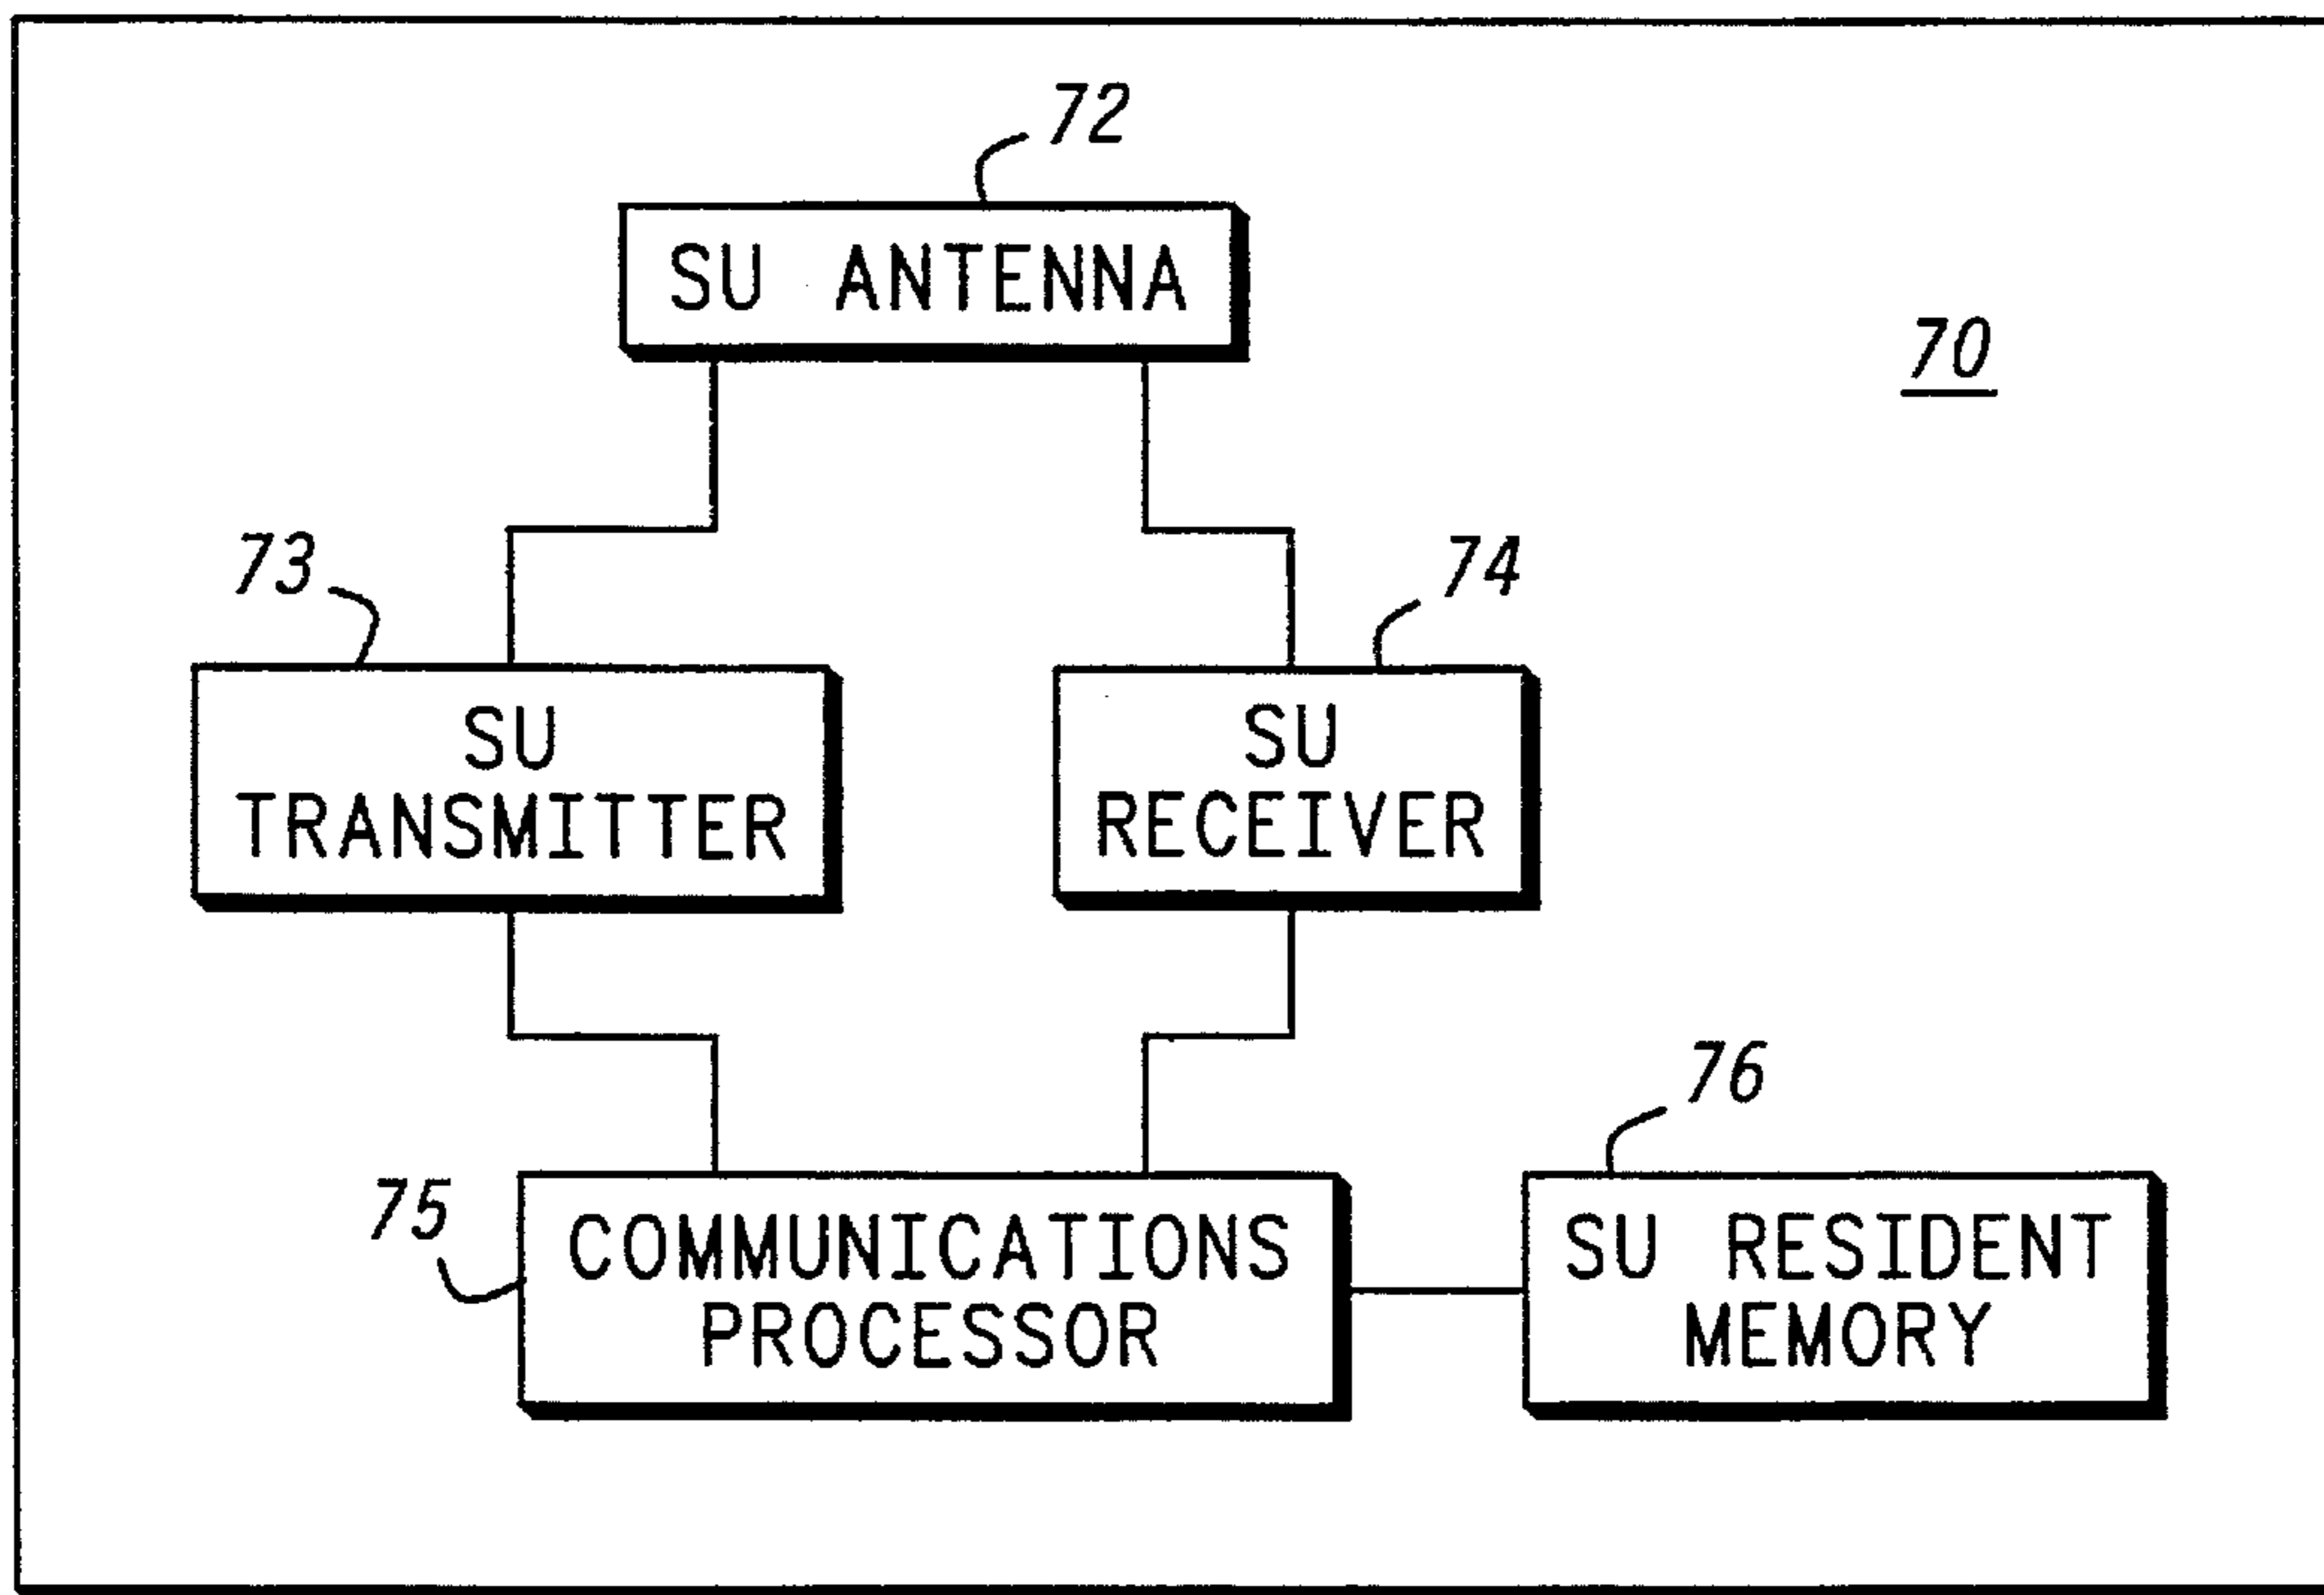 72
SU ANTENNA
70
73
74
SU
TRANSMITTER
SU
RECEIVER
76
75
COMMUNICATIONS
PROCESSOR
SU RESIDENT
MEMORY